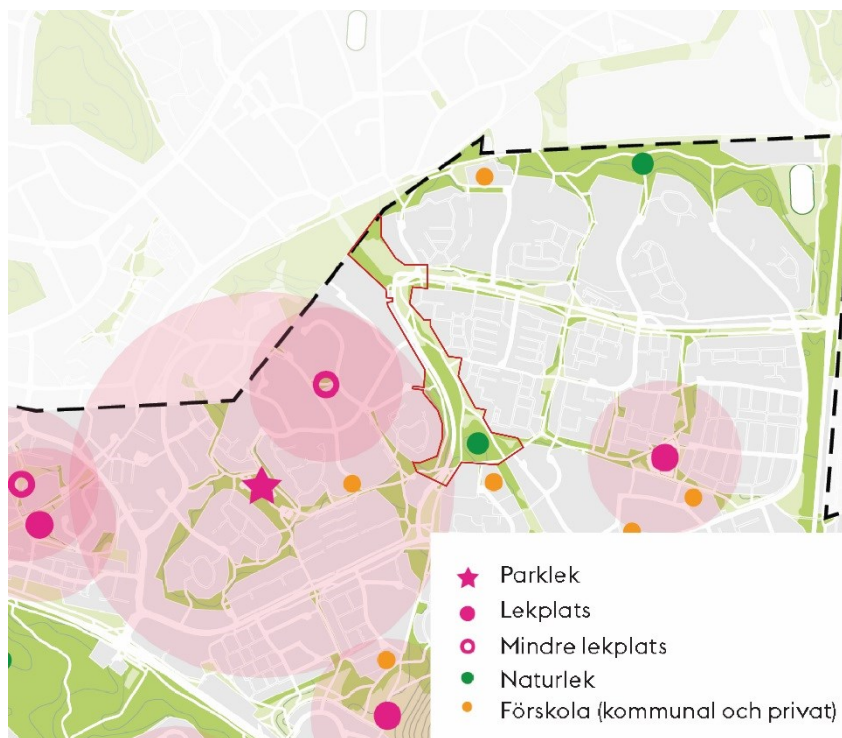 Parklek
Lekplats
Mindre lekplats
Naturlek
Förskola (kommunal och privat)